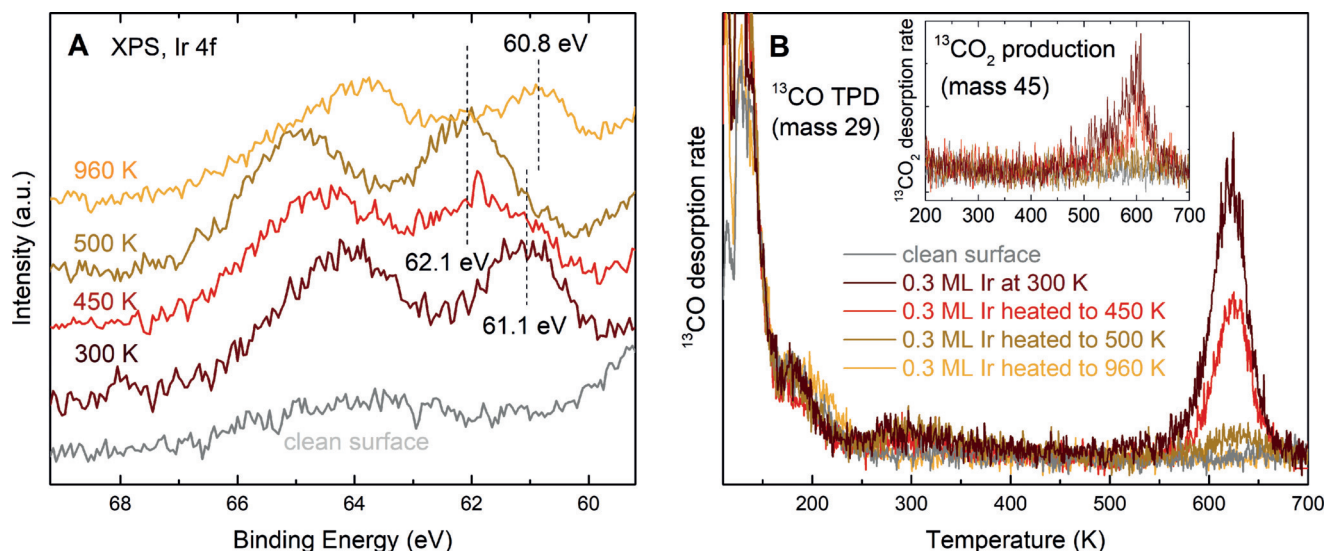 A XPS, Ir 4f
60.8 eV
960 K
500 K
62.1 eV
450 K
61.1 eV
300 K
clean surface
68 66 64 62 60
Binding Energy (eV)
Intensity (a.u.)
B
¹³CO TPD
(mass 29)
¹³CO₂ production
(mass 45)
¹³CO₂ desorption rate
200 300 400 500 600 700
clean surface
0.3 ML Ir at 300 K
0.3 ML Ir heated to 450 K
0.3 ML Ir heated to 500 K
0.3 ML Ir heated to 960 K
¹³CO desorption rate
200 300 400 500 600 700
Temperature (K)